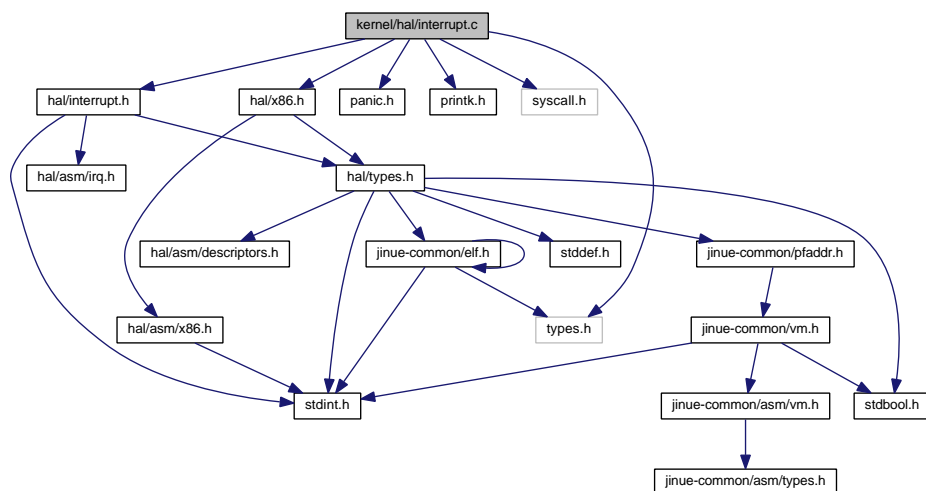 kernel/hal/interrupt.c
hal/interrupt.h
hal/x86.h
panic.h
printk.h
syscall.h
hal/asm/irq.h
hal/types.h
hal/asm/descriptors.h
jinue-common/elf.h
stddef.h
jinue-common/pfaddr.h
hal/asm/x86.h
types.h
jinue-common/vm.h
stdint.h
jinue-common/asm/vm.h
stdbool.h
jinue-common/asm/types.h